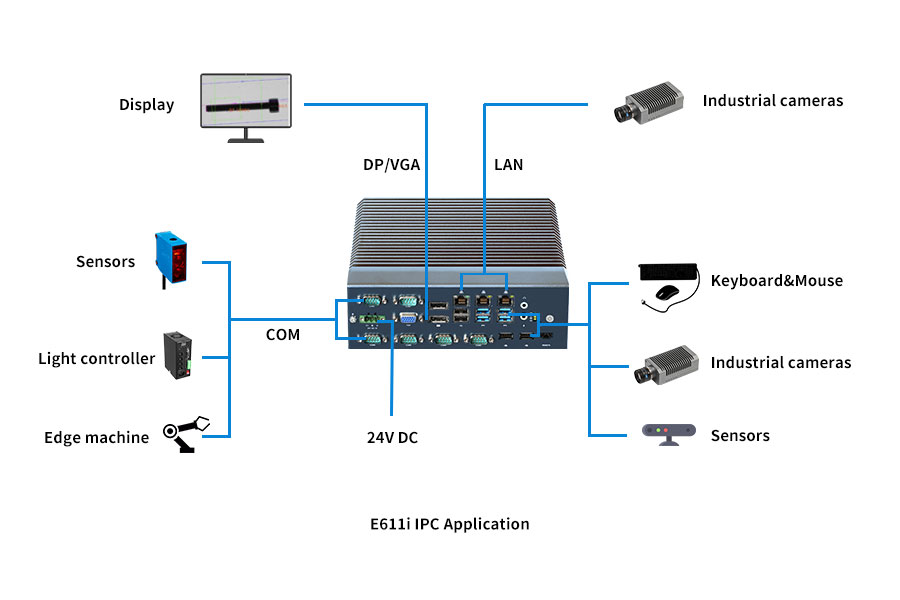 Display
Industrial cameras
DP/VGA
LAN
Sensors
Keyboard&Mouse
COM
Light controller
Industrial cameras
Edge machine
24V DC
Sensors
E611i IPC Application